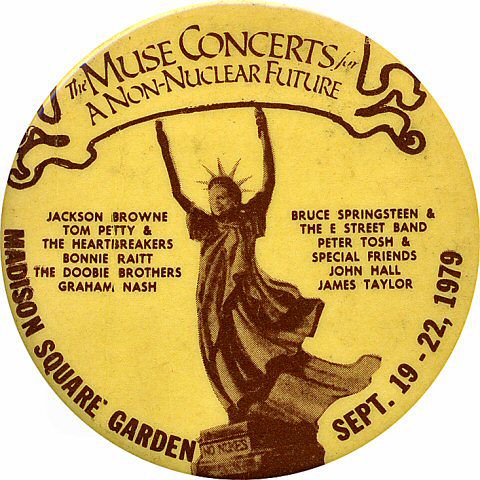 The MUSE CONCERTS for
A NON-NUCLEAR FUTURE
JACKSON BROWNE
TOM PETTY &
THE HEARTBREAKERS
BONNIE RAITT
THE DOOBIE BROTHERS
GRAHAM NASH
BRUCE SPRINGSTEEN &
THE E STREET BAND
PETER TOSH &
SPECIAL FRIENDS
JOHN HALL
JAMES TAYLOR
MADISON SQUARE GARDEN
SEPT. 19 - 22, 1979
NO NUKES